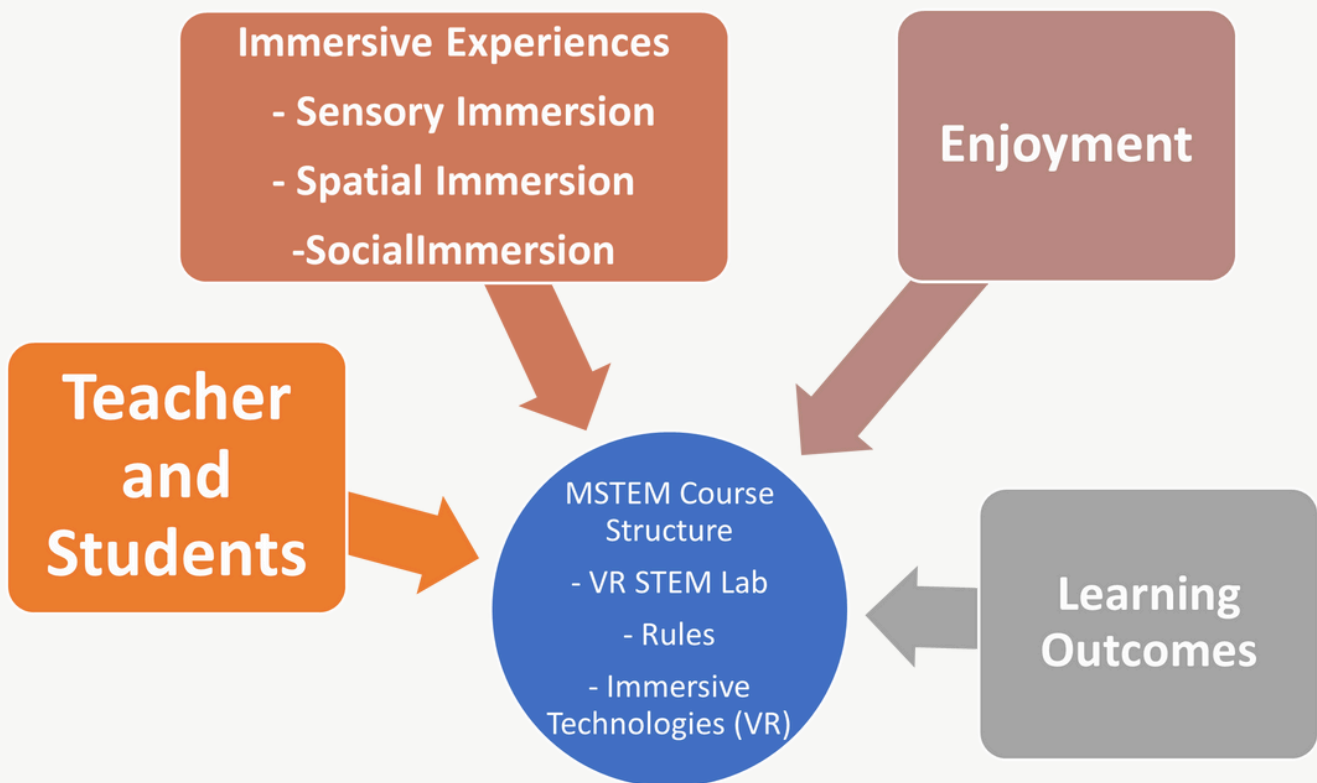 Immersive Experiences
- Sensory Immersion
- Spatial Immersion
-SocialImmersion
Enjoyment
Teacher
and
Students
MSTEM Course
Structure
- VR STEM Lab
- Rules
- Immersive
Technologies (VR)
Learning
Outcomes